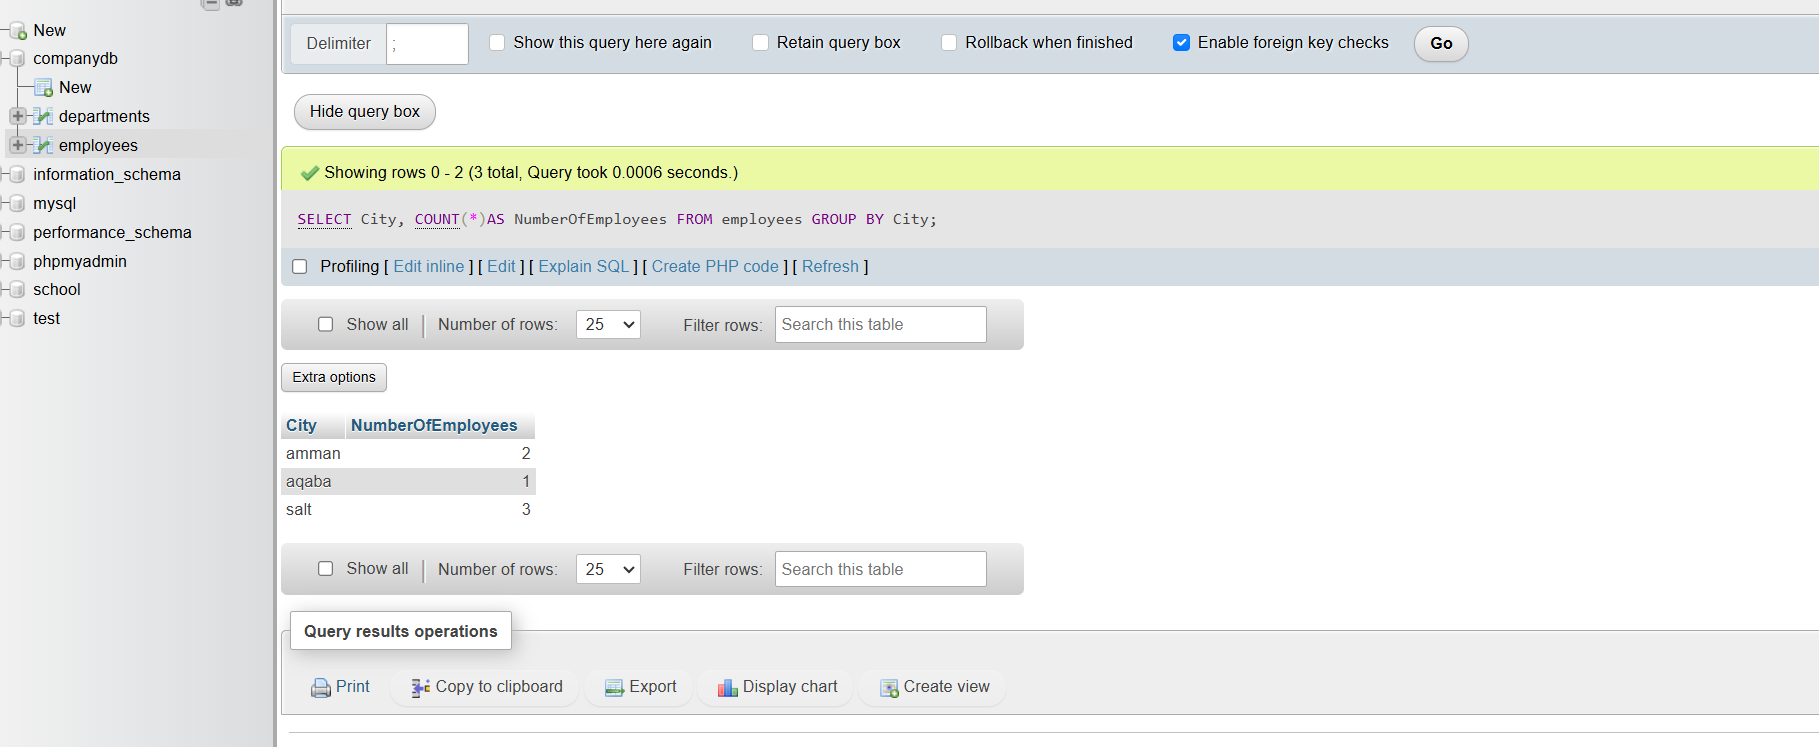 New
companydb
New
departments
employees
information_schema
mysql
performance_schema
phpmyadmin
school
test
Delimiter ; Show this query here again Retain query box Rollback when finished Enable foreign key checks Go
Hide query box
Showing rows 0 - 2 (3 total, Query took 0.0006 seconds.)
SELECT City, COUNT(*)AS NumberOfEmployees FROM employees GROUP BY City;
Profiling [ Edit inline ] [ Edit ] [ Explain SQL ] [ Create PHP code ] [ Refresh ]
Show all Number of rows: 25 Filter rows: Search this table
Extra options
City NumberOfEmployees
amman 2
aqaba 1
salt 3
Show all Number of rows: 25 Filter rows: Search this table
Query results operations
Print Copy to clipboard Export Display chart Create view